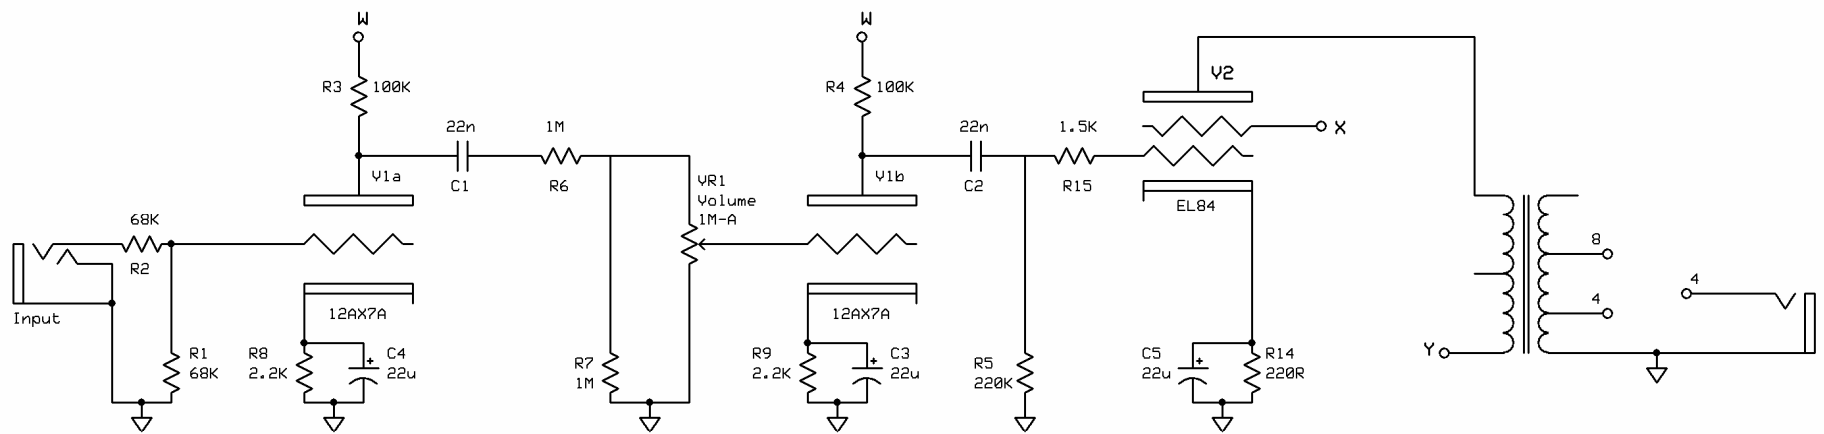 W
R3 100K
22n
C1
1M
R6
V1a
12AX7A
68K
R2
Input
R1
68K
R8
2.2K
C4
22u
R7
1M
VR1
Volume
1M-A
W
R4 100K
22n
C2
V1b
12AX7A
R9
2.2K
C3
22u
R5
220K
1.5K
R15
V2
X
EL84
C5
22u
R14
220R
Y
8
4
4